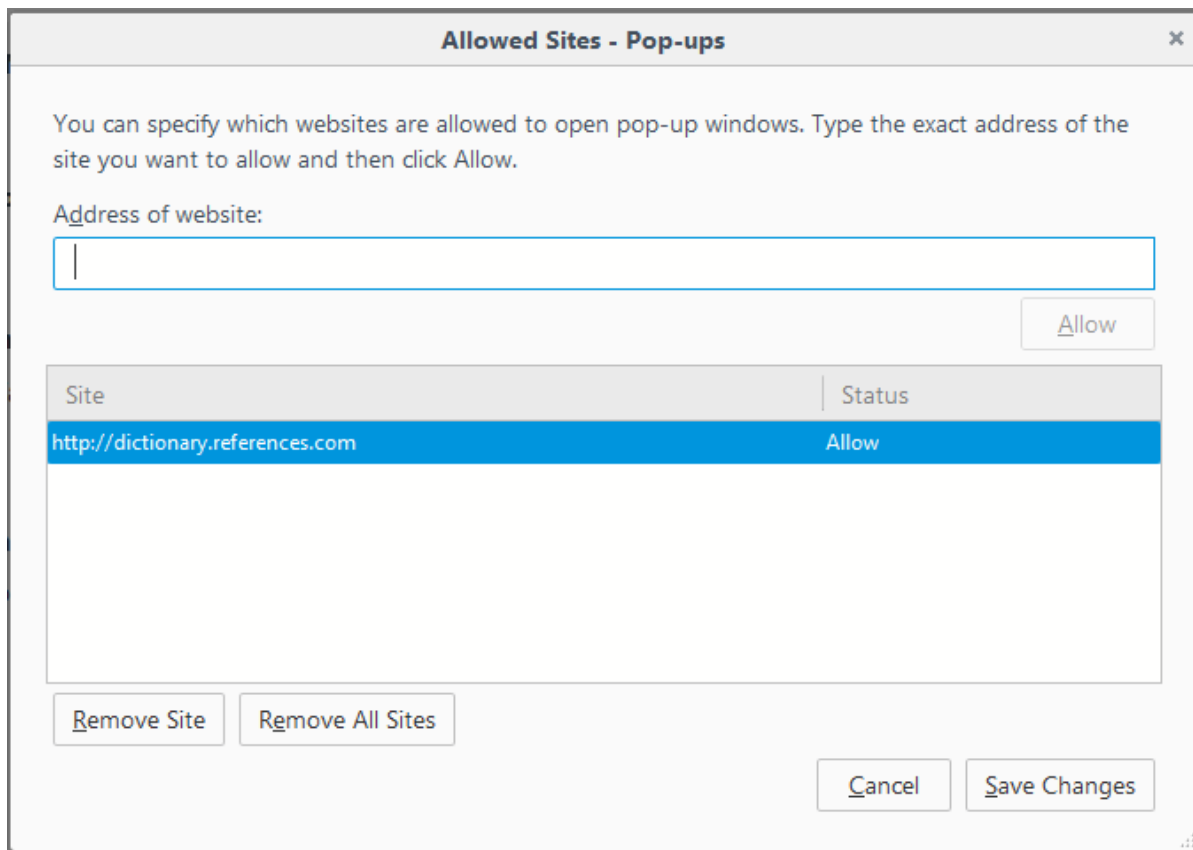 Allowed Sites - Pop-ups
You can specify which websites are allowed to open pop-up windows. Type the exact address of the
site you want to allow and then click Allow.
Address of website:
Allow
Site Status
http://dictionary.references.com Allow
Remove Site Remove All Sites
Cancel Save Changes